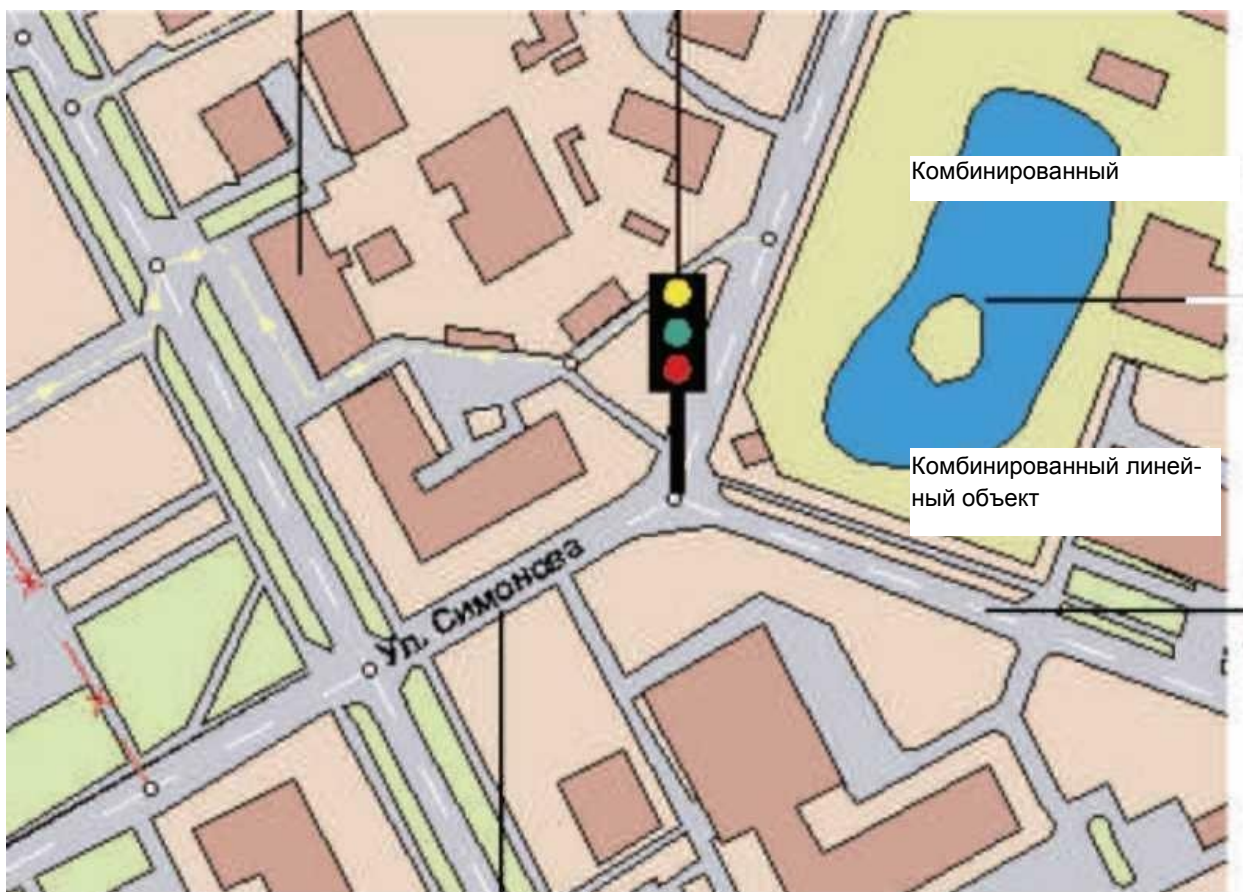 Комбинированный
Комбинированный линей-
ный объект
Ул. Симонова